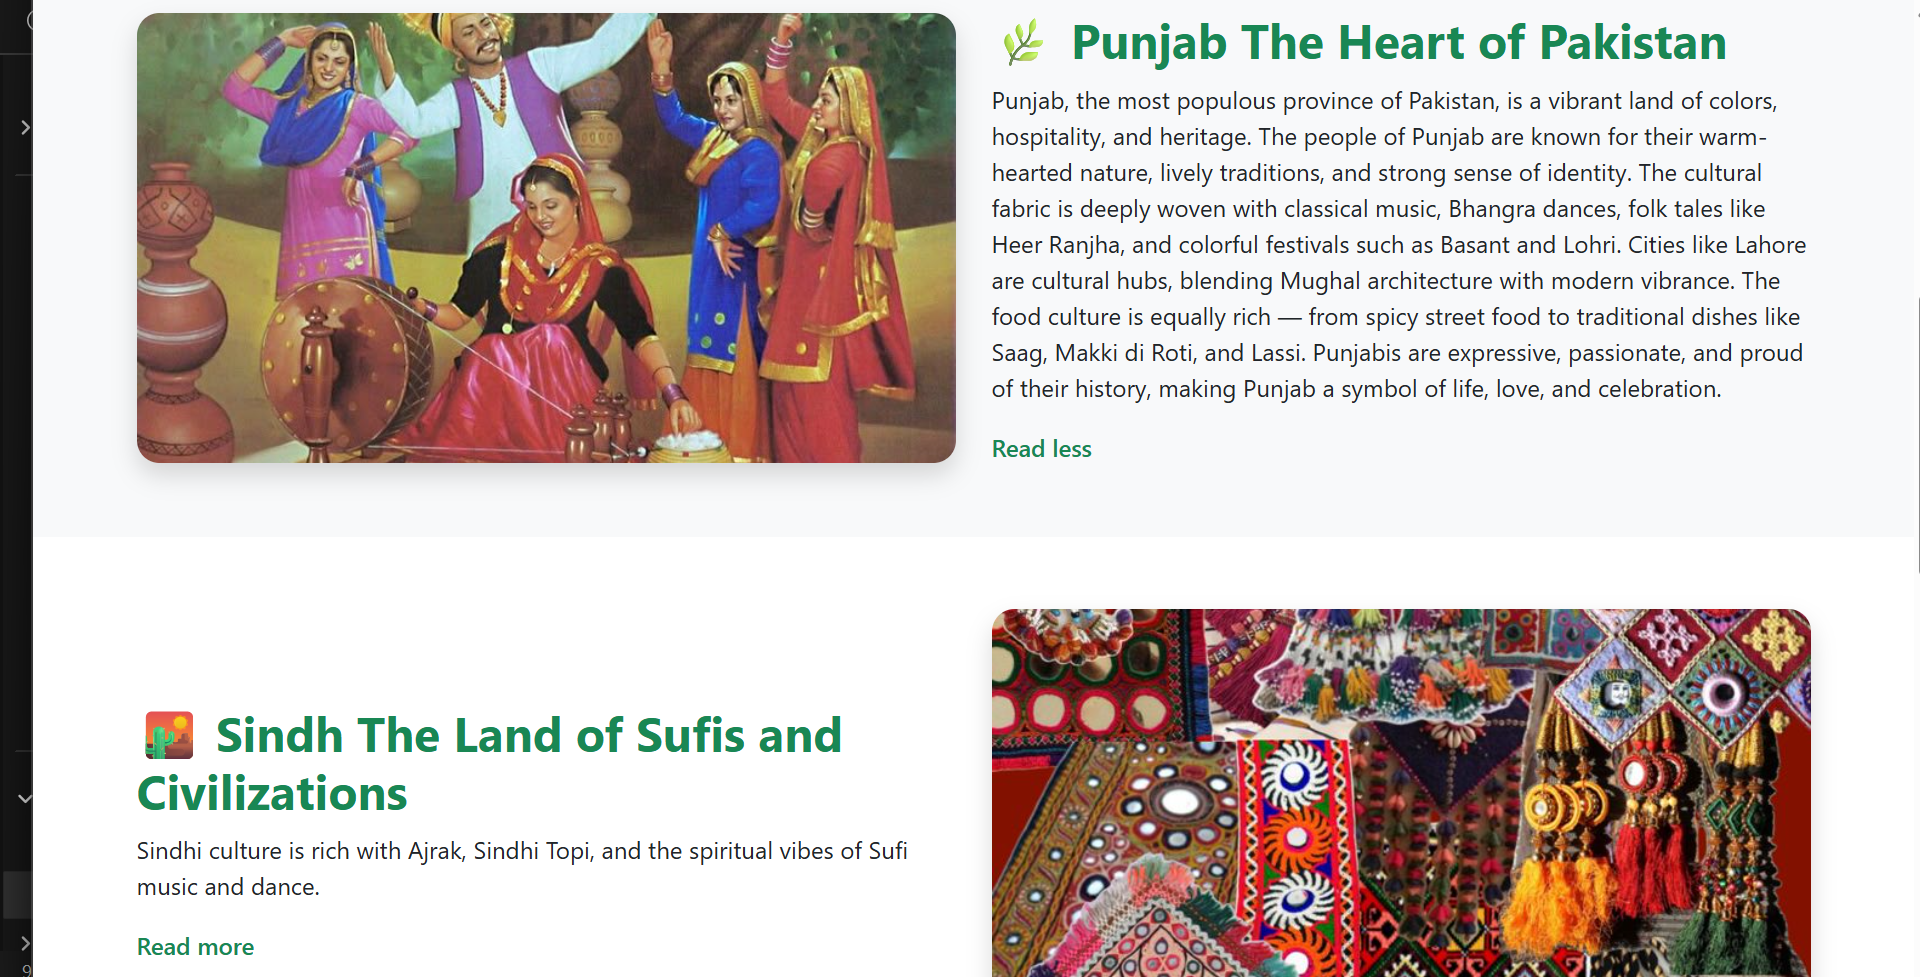 Punjab The Heart of Pakistan
Punjab, the most populous province of Pakistan, is a vibrant land of colors,
hospitality, and heritage. The people of Punjab are known for their warm-
hearted nature, lively traditions, and strong sense of identity. The cultural
fabric is deeply woven with classical music, Bhangra dances, folk tales like
Heer Ranjha, and colorful festivals such as Basant and Lohri. Cities like Lahore
are cultural hubs, blending Mughal architecture with modern vibrance. The
food culture is equally rich — from spicy street food to traditional dishes like
Saag, Makki di Roti, and Lassi. Punjabis are expressive, passionate, and proud
of their history, making Punjab a symbol of life, love, and celebration.
Read less
Sindh The Land of Sufis and
Civilizations
Sindhi culture is rich with Ajrak, Sindhi Topi, and the spiritual vibes of Sufi
music and dance.
Read more